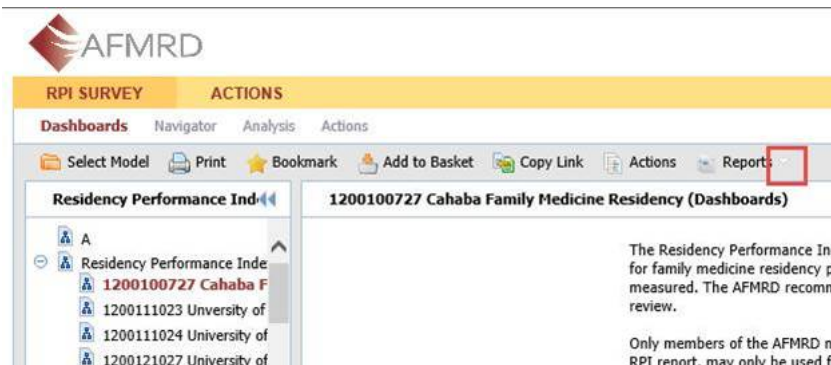 AFMRD
RPI SURVEY ACTIONS
Dashboards Navigator Analysis Actions
Select Model Print Bookmark Add to Basket Copy Link Actions Reports
Residency Performance Ind
1200100727 Cahaba Family Medicine Residency (Dashboards)
A
Residency Performance Inde
1200100727 Cahaba F
1200111023 Unversity of
1200111024 University of
1200121027 University of
The Residency Performance In
for family medicine residency p
measured. The AFMRD recomm
review.
Only members of the AFMRD m
RPI report, may only be used f